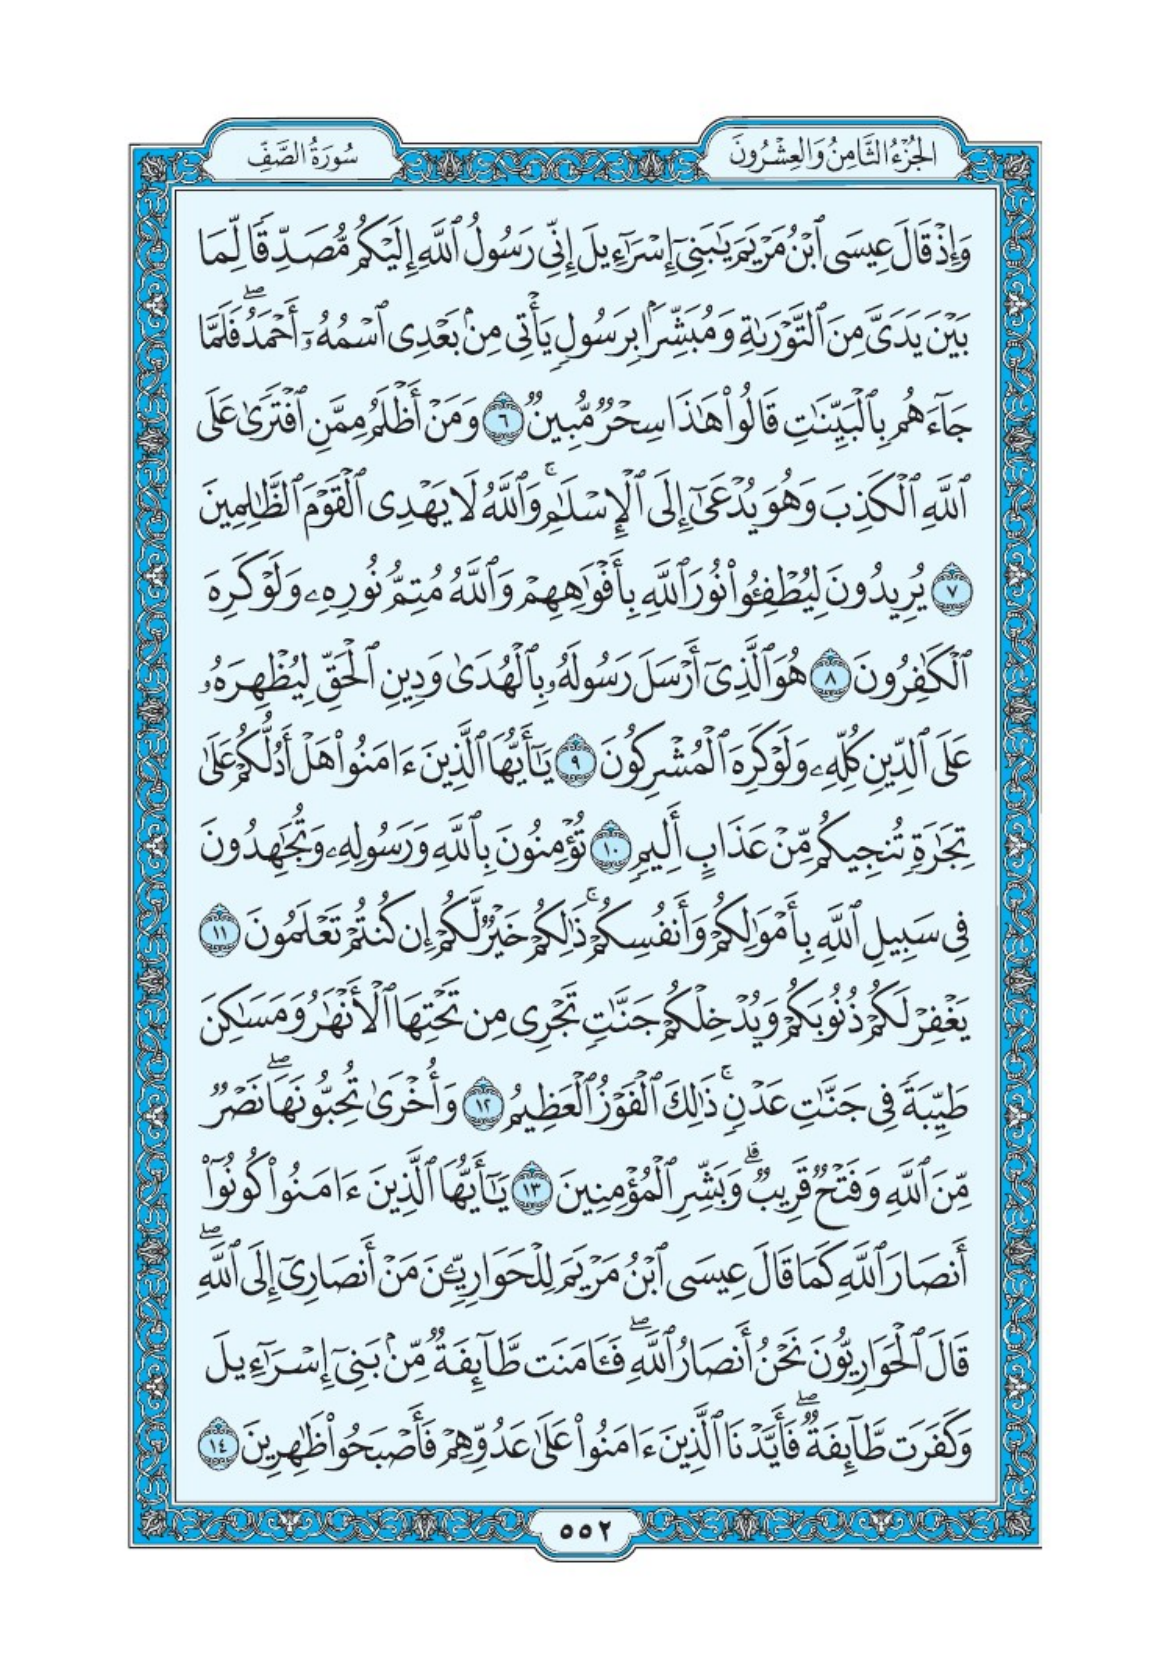 الجُزْءُ الثَّامِنُ وَالعِشْرُونَ
سُورَةُ الصَّفِّ
وَإِذْ قَالَ عِيسَى ٱبْنُ مَرْيَمَ يَٰبَنِىٓ إِسْرَٰٓءِيلَ إِنِّى رَسُولُ ٱللَّهِ إِلَيْكُم مُّصَدِّقًا لِّمَا
بَيْنَ يَدَىَّ مِنَ ٱلتَّوْرَىٰةِ وَمُبَشِّرًۢا بِرَسُولٍ يَأْتِى مِنۢ بَعْدِى ٱسْمُهُۥٓ أَحْمَدُ ۖ فَلَمَّا
جَآءَهُم بِٱلْبَيِّنَٰتِ قَالُوا۟ هَٰذَا سِحْرٌ مُّبِينٌ ٦ وَمَنْ أَظْلَمُ مِمَّنِ ٱفْتَرَىٰ عَلَى
ٱللَّهِ ٱلْكَذِبَ وَهُوَ يُدْعَىٰٓ إِلَى ٱلْإِسْلَٰمِ ۚ وَٱللَّهُ لَا يَهْدِى ٱلْقَوْمَ ٱلظَّٰلِمِينَ
٧ يُرِيدُونَ لِيُطْفِـُٔوا۟ نُورَ ٱللَّهِ بِأَفْوَٰهِهِمْ وَٱللَّهُ مُتِمُّ نُورِهِۦ وَلَوْ كَرِهَ
ٱلْكَٰفِرُونَ ٨ هُوَ ٱلَّذِىٓ أَرْسَلَ رَسُولَهُۥ بِٱلْهُدَىٰ وَدِينِ ٱلْحَقِّ لِيُظْهِرَهُۥ
عَلَى ٱلدِّينِ كُلِّهِۦ وَلَوْ كَرِهَ ٱلْمُشْرِكُونَ ٩ يَٰٓأَيُّهَا ٱلَّذِينَ ءَامَنُوا۟ هَلْ أَدُلُّكُمْ عَلَىٰ
تِجَٰرَةٍ تُنجِيكُم مِّنْ عَذَابٍ أَلِيمٍ ١٠ تُؤْمِنُونَ بِٱللَّهِ وَرَسُولِهِۦ وَتُجَٰهِدُونَ
فِى سَبِيلِ ٱللَّهِ بِأَمْوَٰلِكُمْ وَأَنفُسِكُمْ ۚ ذَٰلِكُمْ خَيْرٌ لَّكُمْ إِن كُنتُمْ تَعْلَمُونَ ١١
يَغْفِرْ لَكُمْ ذُنُوبَكُمْ وَيُدْخِلْكُمْ جَنَّٰتٍ تَجْرِى مِن تَحْتِهَا ٱلْأَنْهَٰرُ وَمَسَٰكِنَ
طَيِّبَةً فِى جَنَّٰتِ عَدْنٍ ۚ ذَٰلِكَ ٱلْفَوْزُ ٱلْعَظِيمُ ١٢ وَأُخْرَىٰ تُحِبُّونَهَا ۖ نَصْرٌ
مِّنَ ٱللَّهِ وَفَتْحٌ قَرِيبٌ ۗ وَبَشِّرِ ٱلْمُؤْمِنِينَ ١٣ يَٰٓأَيُّهَا ٱلَّذِينَ ءَامَنُوا۟ كُونُوٓا۟
أَنصَارَ ٱللَّهِ كَمَا قَالَ عِيسَى ٱبْنُ مَرْيَمَ لِلْحَوَارِيِّـۧنَ مَنْ أَنصَارِىٓ إِلَى ٱللَّهِ ۖ
قَالَ ٱلْحَوَارِيُّونَ نَحْنُ أَنصَارُ ٱللَّهِ ۖ فَـَٔامَنَت طَّآئِفَةٌ مِّنۢ بَنِىٓ إِسْرَٰٓءِيلَ
وَكَفَرَت طَّآئِفَةٌ ۖ فَأَيَّدْنَا ٱلَّذِينَ ءَامَنُوا۟ عَلَىٰ عَدُوِّهِمْ فَأَصْبَحُوا۟ ظَٰهِرِينَ ١٤
٥٥٢